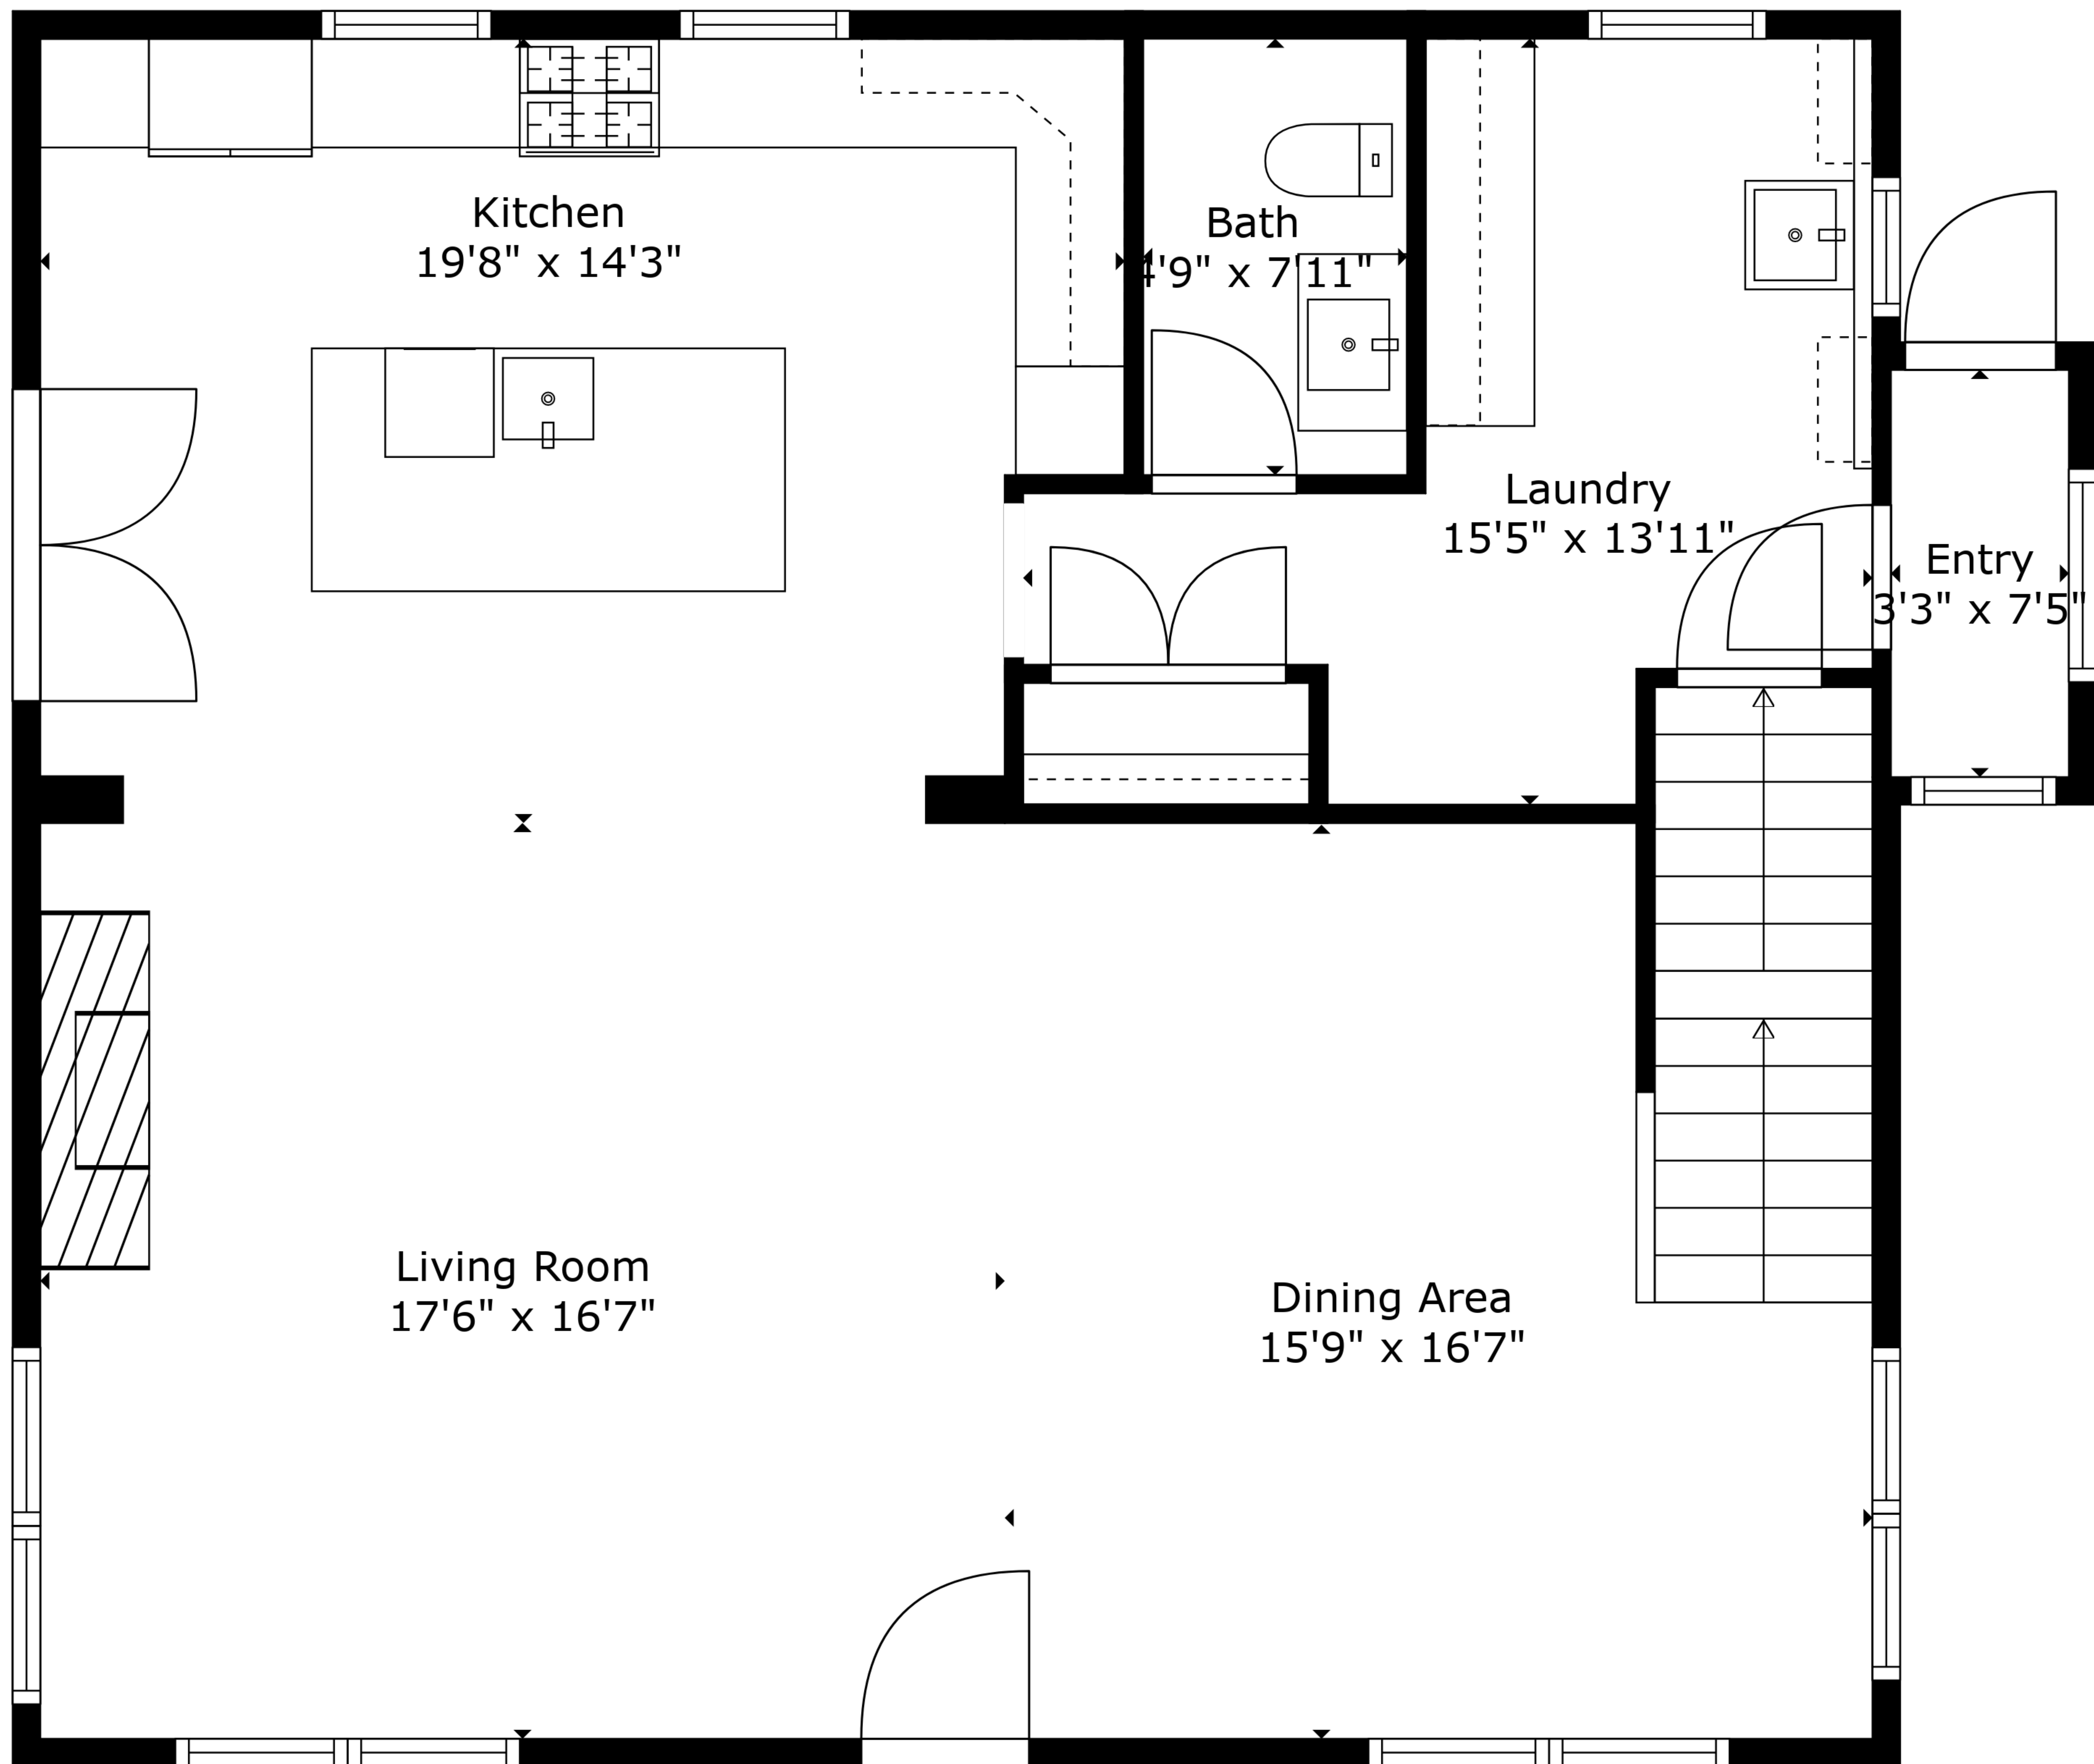 Kitchen
19'8" x 14'3"
Bath
4'9" x 7'11"
Laundry
15'5" x 13'11"
Entry
3'3" x 7'5"
Living Room
17'6" x 16'7"
Dining Area
15'9" x 16'7"